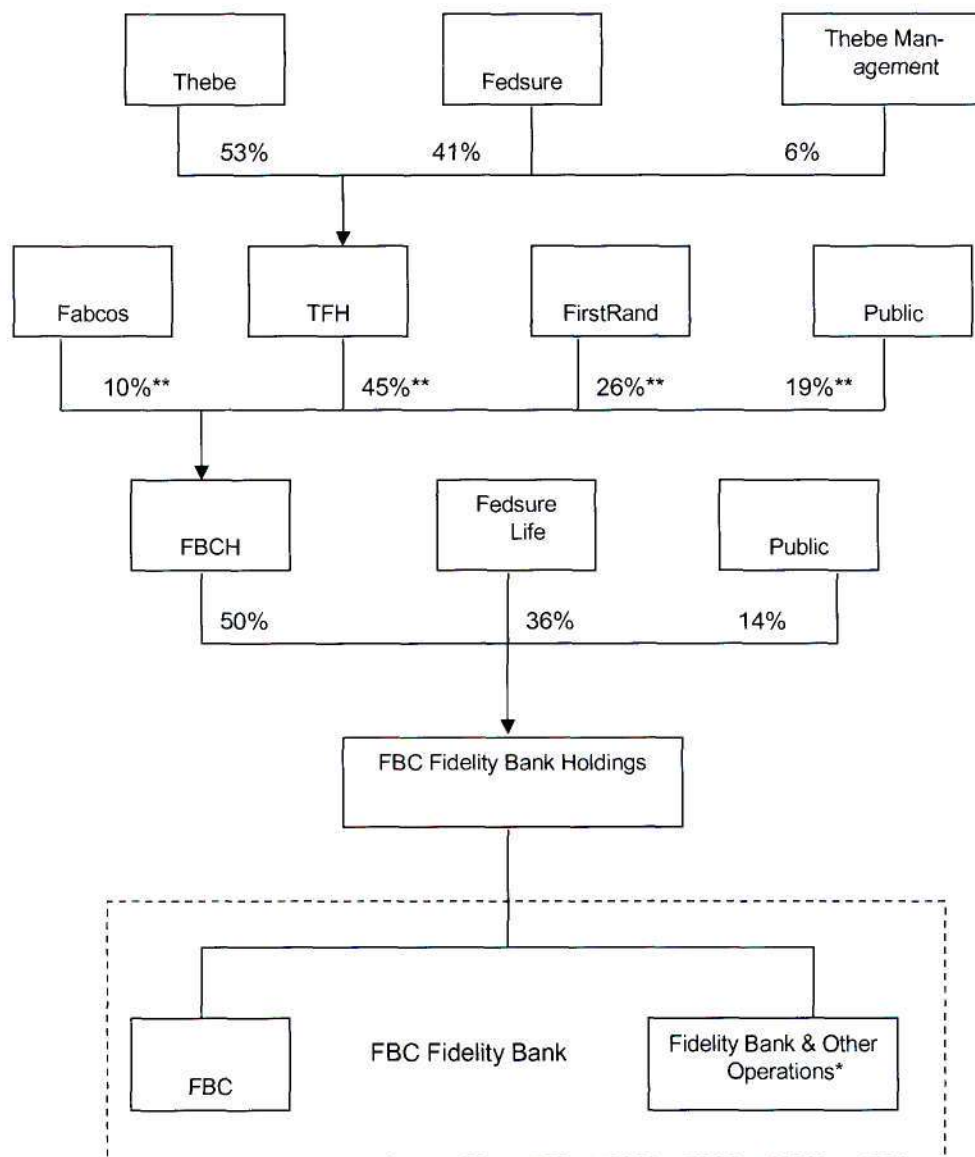 Thebe
Fedsure
Thebe Man-
agement
53%
41%
6%
Fabcos
TFH
FirstRand
Public
10%**
45%**
26%**
19%**
FBCH
Fedsure
Life
Public
50%
36%
14%
FBC Fidelity Bank Holdings
FBC
FBC Fidelity Bank
Fidelity Bank & Other
Operations*